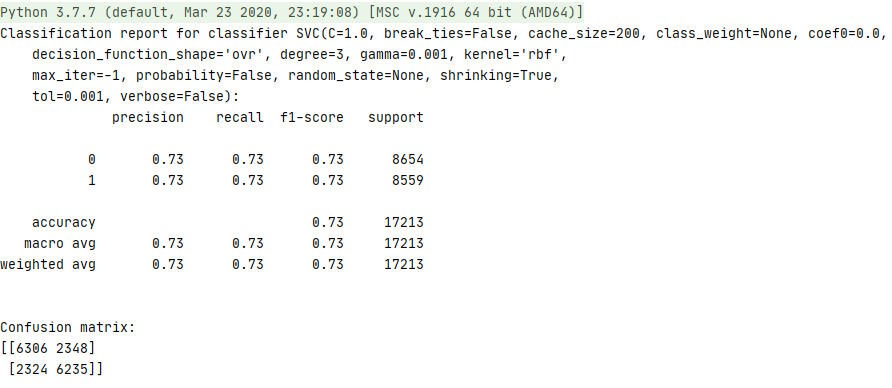 Python 3.7.7 (default, Mar 23 2020, 23:19:08) [MSC v.1916 64 bit (AMD64)]
Classification report for classifier SVC(C=1.0, break_ties=False, cache_size=200, class_weight=None, coef0=0.0,
    decision_function_shape='ovr', degree=3, gamma=0.001, kernel='rbf',
    max_iter=-1, probability=False, random_state=None, shrinking=True,
    tol=0.001, verbose=False):
              precision    recall  f1-score   support

           0       0.73      0.73      0.73      8654
           1       0.73      0.73      0.73      8559

    accuracy                           0.73     17213
   macro avg       0.73      0.73      0.73     17213
weighted avg       0.73      0.73      0.73     17213


Confusion matrix:
[[6306 2348]
 [2324 6235]]